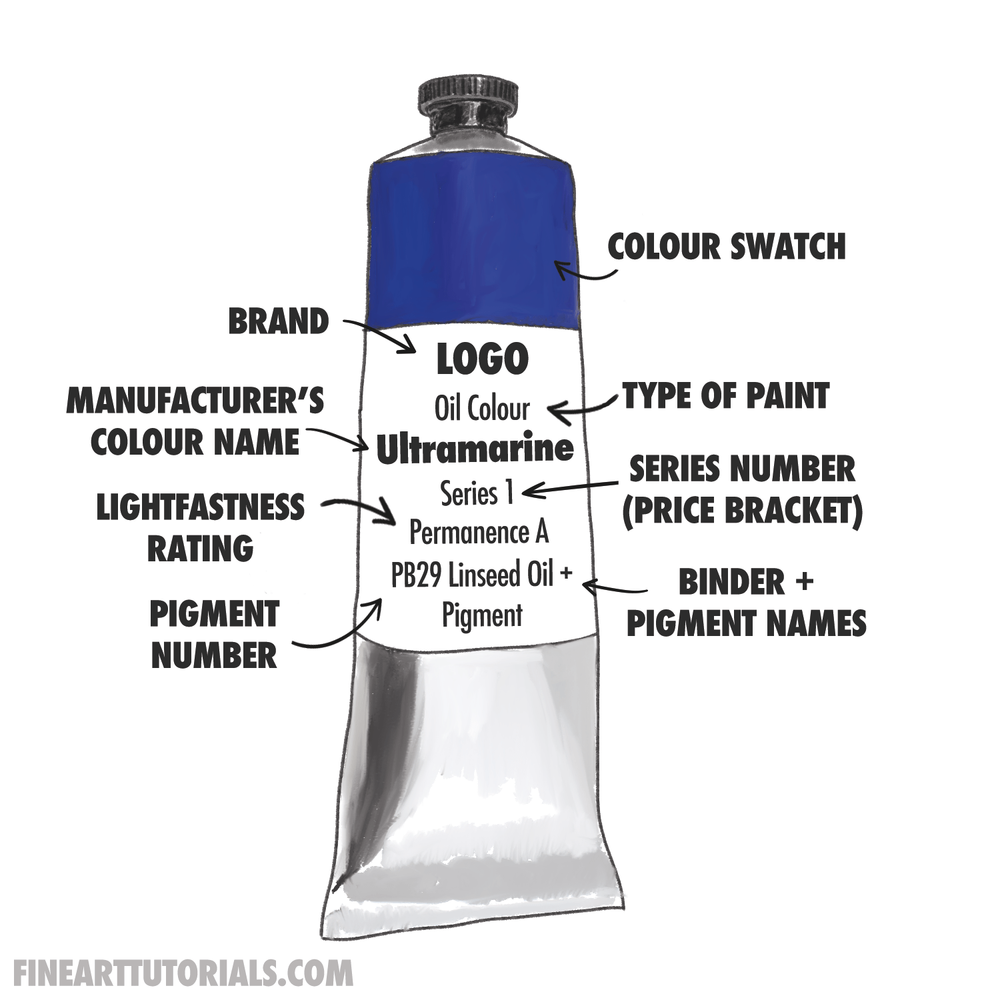 COLOUR SWATCH
BRAND
LOGO
MANUFACTURER'S
COLOUR NAME
Oil Colour
TYPE OF PAINT
Ultramarine
SERIES NUMBER
(PRICE BRACKET)
Series 1
LIGHTFASTNESS
RATING
Permanence A
PB29 Linseed Oil +
Pigment
BINDER +
PIGMENT NAMES
PIGMENT
NUMBER
FINEARTTUTORIALS.COM